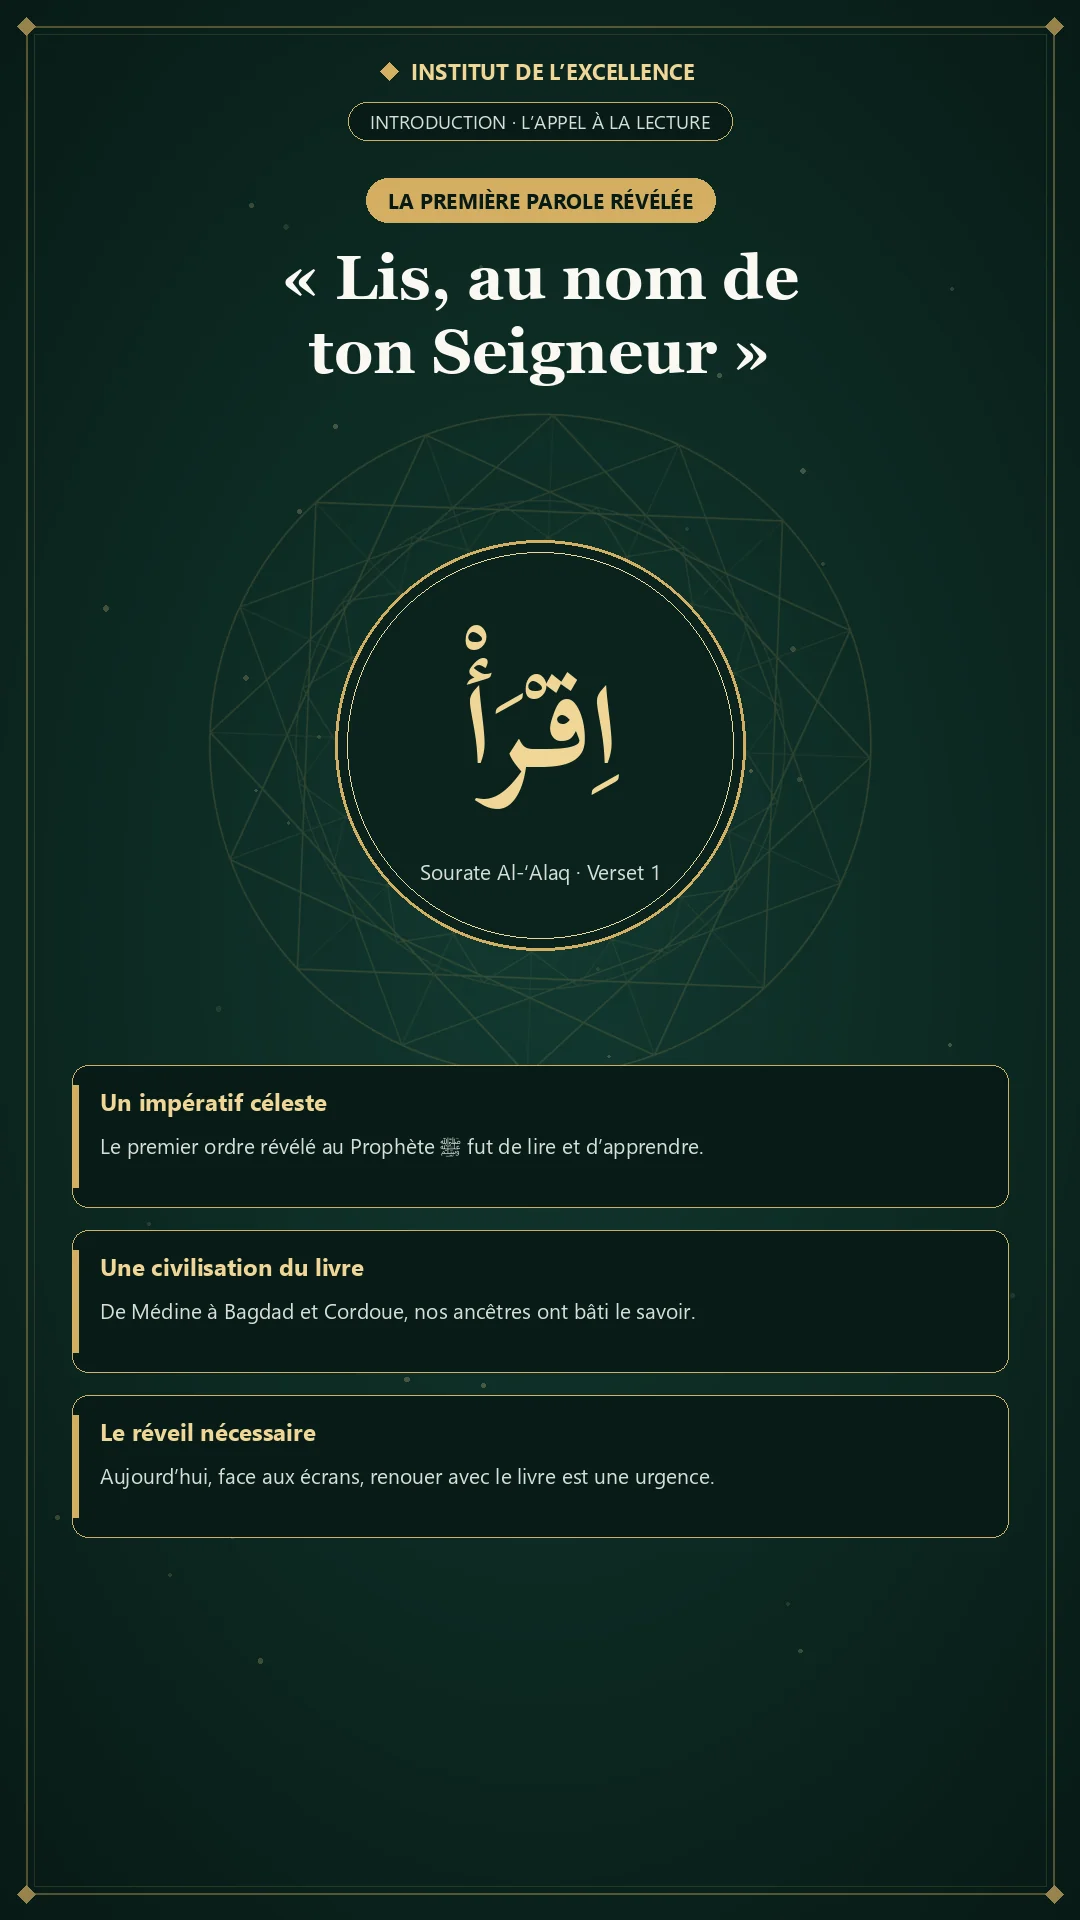 INSTITUT DE L’EXCELLENCE
INTRODUCTION · L’APPEL À LA LECTURE
LA PREMIÈRE PAROLE RÉVÉLÉE
« Lis, au nom de
ton Seigneur »
اِقْرَأْ
Sourate Al-‘Alaq · Verset 1
Un impératif céleste
Le premier ordre révélé au Prophète ﷺ fut de lire et d’apprendre.
Une civilisation du livre
De Médine à Bagdad et Cordoue, nos ancêtres ont bâti le savoir.
Le réveil nécessaire
Aujourd’hui, face aux écrans, renouer avec le livre est une urgence.